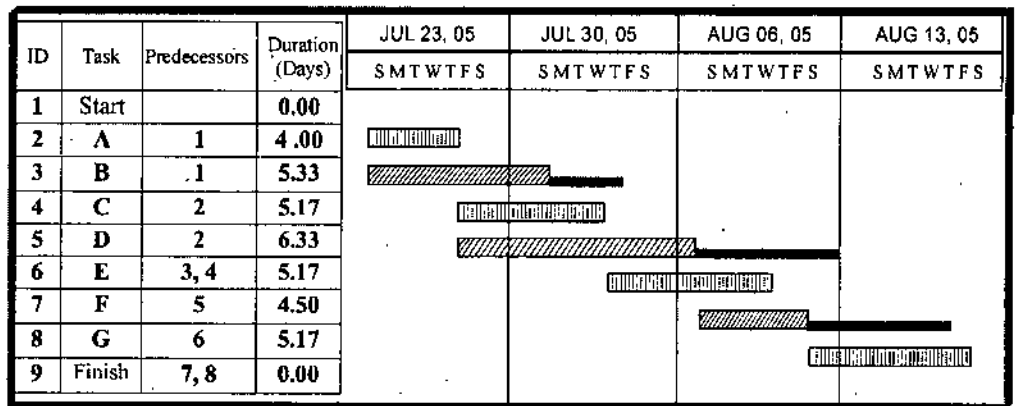 ID Task Predecessors Duration (Days) JUL 23, 05 JUL 30, 05 AUG 06, 05 AUG 13, 05
S M T W T F S S M T W T F S S M T W T F S S M T W T F S
1 Start 0.00
2 A 1 4.00
3 B 1 5.33
4 C 2 5.17
5 D 2 6.33
6 E 3, 4 5.17
7 F 5 4.50
8 G 6 5.17
9 Finish 7, 8 0.00